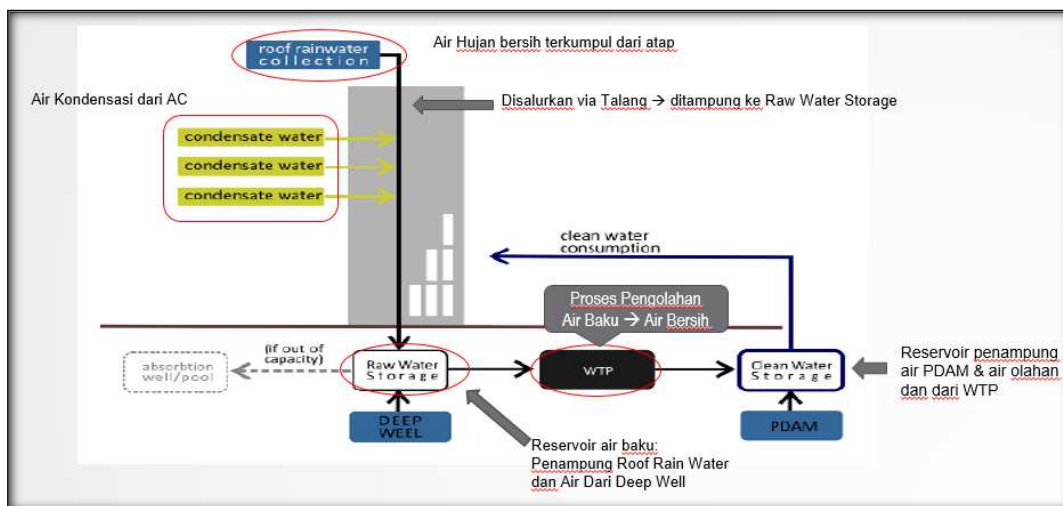 roof rainwater
collection
Air Hujan bersih terkumpul dari atap
Air Kondensasi dari AC
Disalurkan via Talang → ditampung ke Raw Water Storage
condensate water
condensate water
condensate water
clean water
consumption
Proses Pengolahan
Air Baku → Air Bersih
(if out of
capacity)
absorbtion
well/pool
Raw Water
Storage
WTP
Clean Water
Storage
Reservoir penampung
air PDAM & air olahan
dan dari WTP
DEEP
WEEL
PDAM
Reservoir air baku:
Penampung Roof Rain Water
dan Air Dari Deep Well